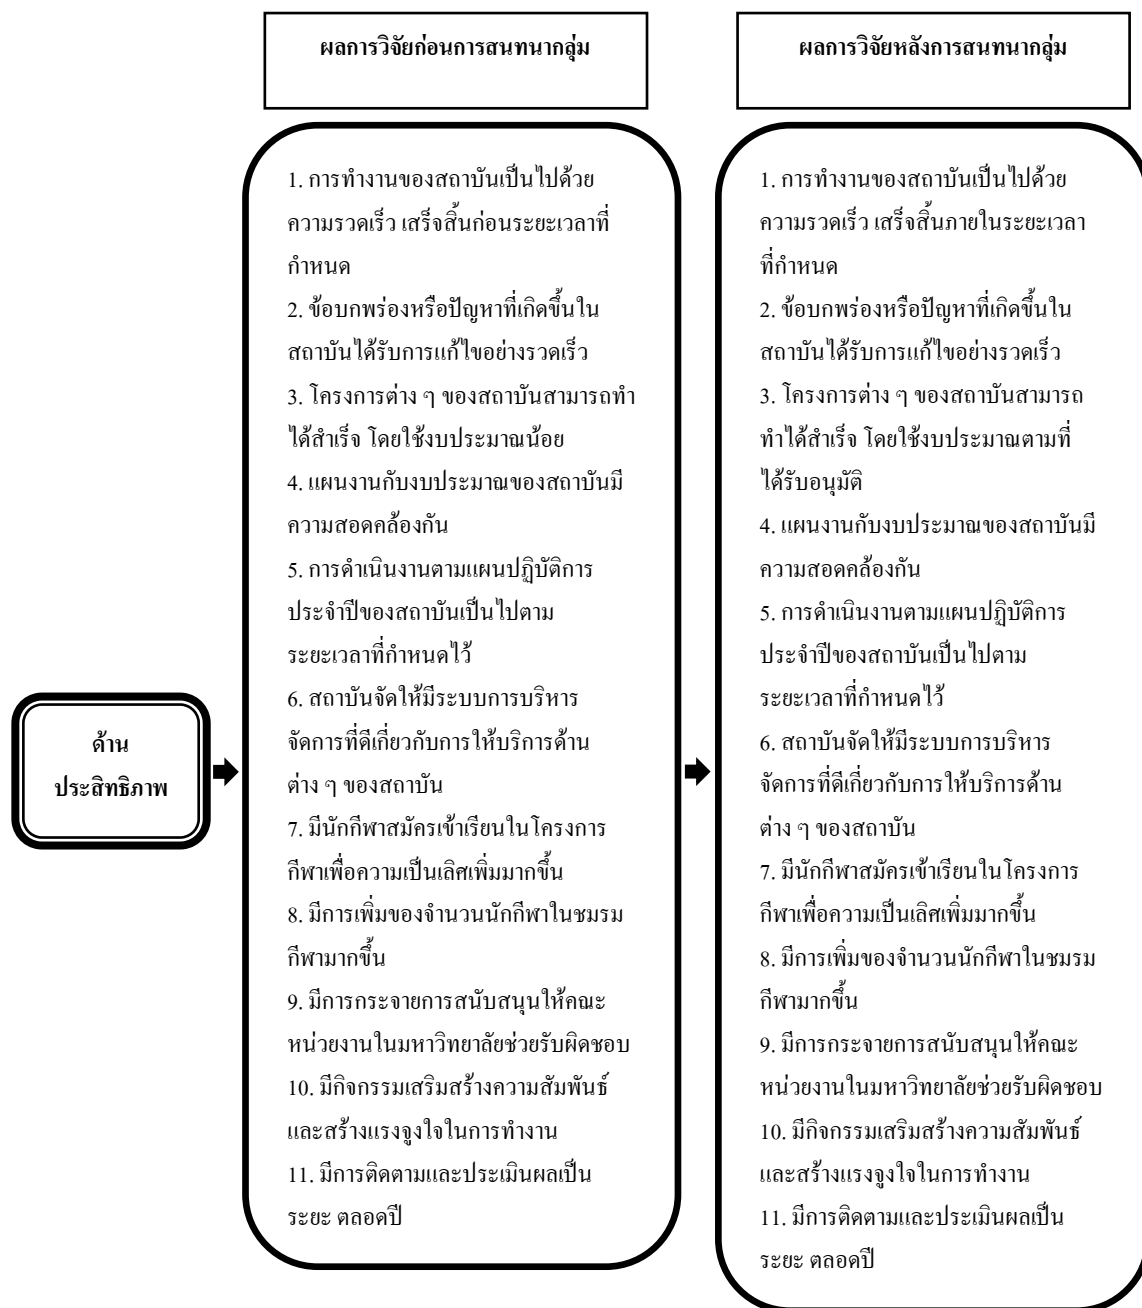 ผลการวิจัยก่อนการสนทนากลุ่ม
ผลการวิจัยหลังการสนทนากลุ่ม
ด้าน
ประสิทธิภาพ
1. การทำงานของสถาบันเป็นไปด้วย
ความรวดเร็ว เสร็จสิ้นก่อนระยะเวลาที่
กำหนด
2. ข้อบกพร่องหรือปัญหาที่เกิดขึ้นใน
สถาบันได้รับการแก้ไขอย่างรวดเร็ว
3. โครงการต่าง ๆ ของสถาบันสามารถทำ
ได้สำเร็จ โดยใช้งบประมาณน้อย
4. แผนงานกับงบประมาณของสถาบันมี
ความสอดคล้องกัน
5. การดำเนินงานตามแผนปฏิบัติการ
ประจำปีของสถาบันเป็นไปตาม
ระยะเวลาที่กำหนดไว้
6. สถาบันจัดให้มีระบบการบริหาร
จัดการที่ดีเกี่ยวกับการให้บริการด้าน
ต่าง ๆ ของสถาบัน
7. มีนักกีฬาสมัครเข้าเรียนในโครงการ
กีฬาเพื่อความเป็นเลิศเพิ่มมากขึ้น
8. มีการเพิ่มของจำนวนนักกีฬาในชมรม
กีฬามากขึ้น
9. มีการกระจายการสนับสนุนให้คณะ
หน่วยงานในมหาวิทยาลัยช่วยรับผิดชอบ
10. มีกิจกรรมเสริมสร้างความสัมพันธ์
และสร้างแรงจูงใจในการทำงาน
11. มีการติดตามและประเมินผลเป็น
ระยะ ตลอดปี
1. การทำงานของสถาบันเป็นไปด้วย
ความรวดเร็ว เสร็จสิ้นภายในระยะเวลา
ที่กำหนด
2. ข้อบกพร่องหรือปัญหาที่เกิดขึ้นใน
สถาบันได้รับการแก้ไขอย่างรวดเร็ว
3. โครงการต่าง ๆ ของสถาบันสามารถ
ทำได้สำเร็จ โดยใช้งบประมาณตามที่
ได้รับอนุมัติ
4. แผนงานกับงบประมาณของสถาบันมี
ความสอดคล้องกัน
5. การดำเนินงานตามแผนปฏิบัติการ
ประจำปีของสถาบันเป็นไปตาม
ระยะเวลาที่กำหนดไว้
6. สถาบันจัดให้มีระบบการบริหาร
จัดการที่ดีเกี่ยวกับการให้บริการด้าน
ต่าง ๆ ของสถาบัน
7. มีนักกีฬาสมัครเข้าเรียนในโครงการ
กีฬาเพื่อความเป็นเลิศเพิ่มมากขึ้น
8. มีการเพิ่มของจำนวนนักกีฬาในชมรม
กีฬามากขึ้น
9. มีการกระจายการสนับสนุนให้คณะ
หน่วยงานในมหาวิทยาลัยช่วยรับผิดชอบ
10. มีกิจกรรมเสริมสร้างความสัมพันธ์
และสร้างแรงจูงใจในการทำงาน
11. มีการติดตามและประเมินผลเป็น
ระยะ ตลอดปี